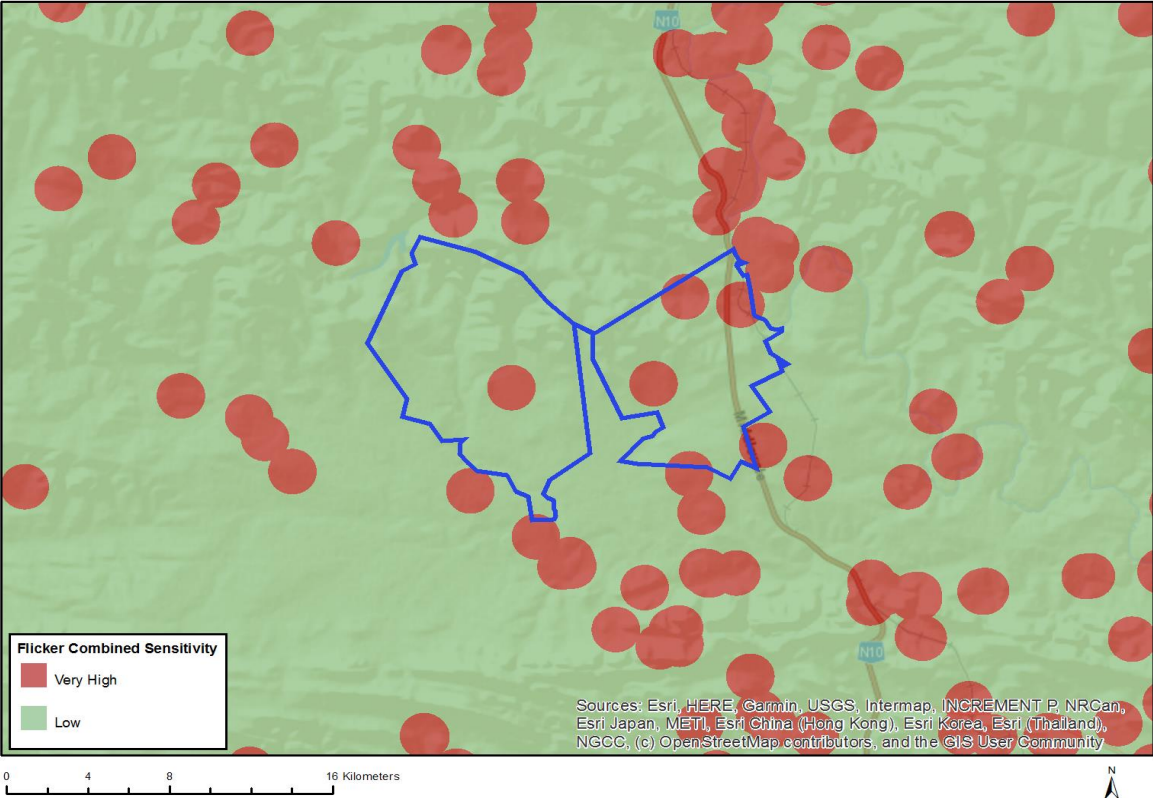 N10
N10
Flicker Combined Sensitivity
Very High
Low
Sources: Esri, HERE, Garmin, USGS, Intermap, INCREMENT P, NRCan,
Esri Japan, METI, Esri China (Hong Kong), Esri Korea, Esri (Thailand),
NGCC, (c) OpenStreetMap contributors, and the GIS User Community
0 4 8 16 Kilometers
N